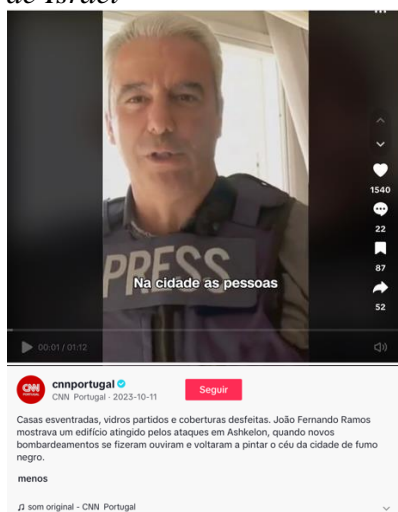 de Israel
1540
22
87
52
PRESS
Na cidade as pessoas
00:01 / 01:12
CNN
cnnportugal
CNN Portugal · 2023-10-11
Seguir
Casas esventradas, vidros partidos e coberturas desfeitas. João Fernando Ramos
mostrava um edifício atingido pelos ataques em Ashkelon, quando novos
bombardeamentos se fizeram ouviram e voltaram a pintar o céu da cidade de fumo
negro.
menos
som original - CNN Portugal